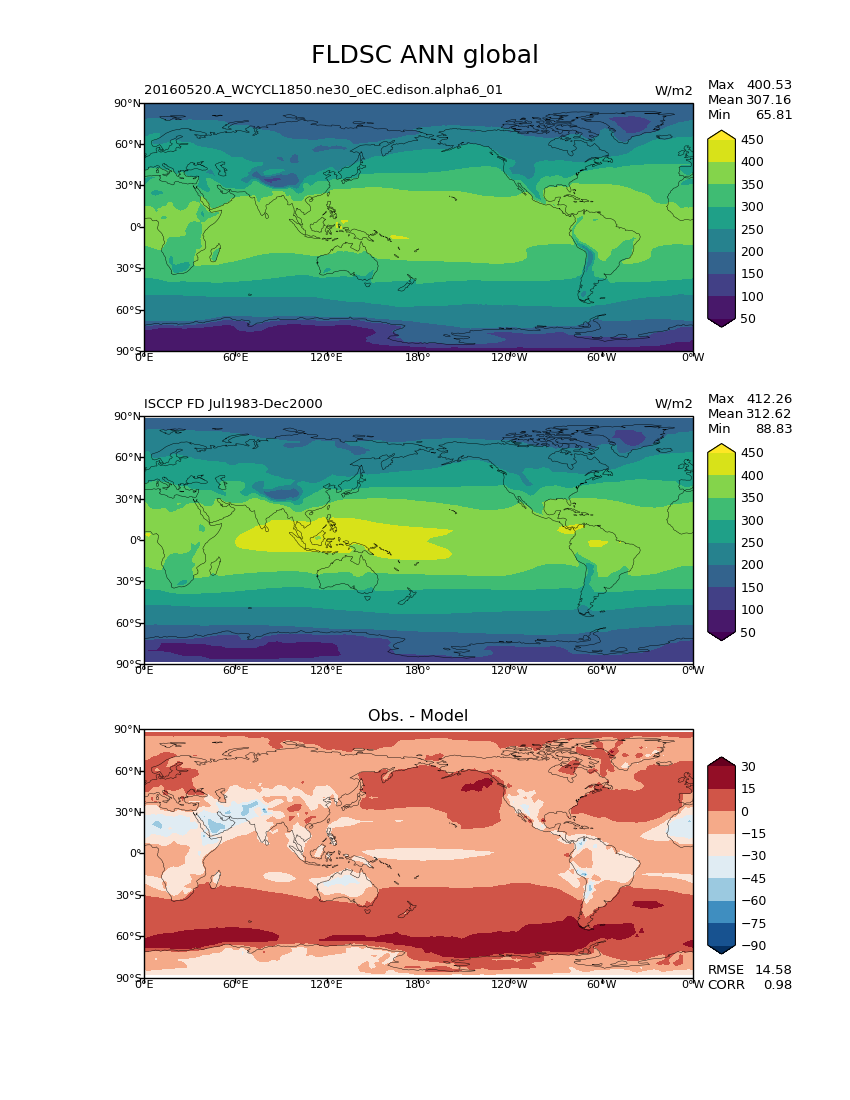 FLDSC ANN global
20160520.A_WCYCL1850.ne30_oEC.edison.alpha6_01 W/m2
Max 400.53
Mean 307.16
Min 65.81
90°N
60°N
30°N
0°
30°S
60°S
90°S
0°E 60°E 120°E 180° 120°W 60°W 0°W
450
400
350
300
250
200
150
100
50
ISCCP FD Jul1983-Dec2000 W/m2
Max 412.26
Mean 312.62
Min 88.83
90°N
60°N
30°N
0°
30°S
60°S
90°S
0°E 60°E 120°E 180° 120°W 60°W 0°W
450
400
350
300
250
200
150
100
50
Obs. - Model
90°N
60°N
30°N
0°
30°S
60°S
90°S
0°E 60°E 120°E 180° 120°W 60°W 0°W
30
15
0
−15
−30
−45
−60
−75
−90
RMSE 14.58
CORR 0.98